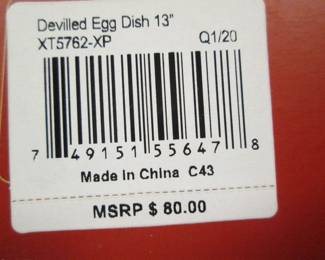 Devilled Egg Dish 13"
XT5762-XP Q1/20
7 49151 55647 8
Made in China C43
MSRP $ 80.00